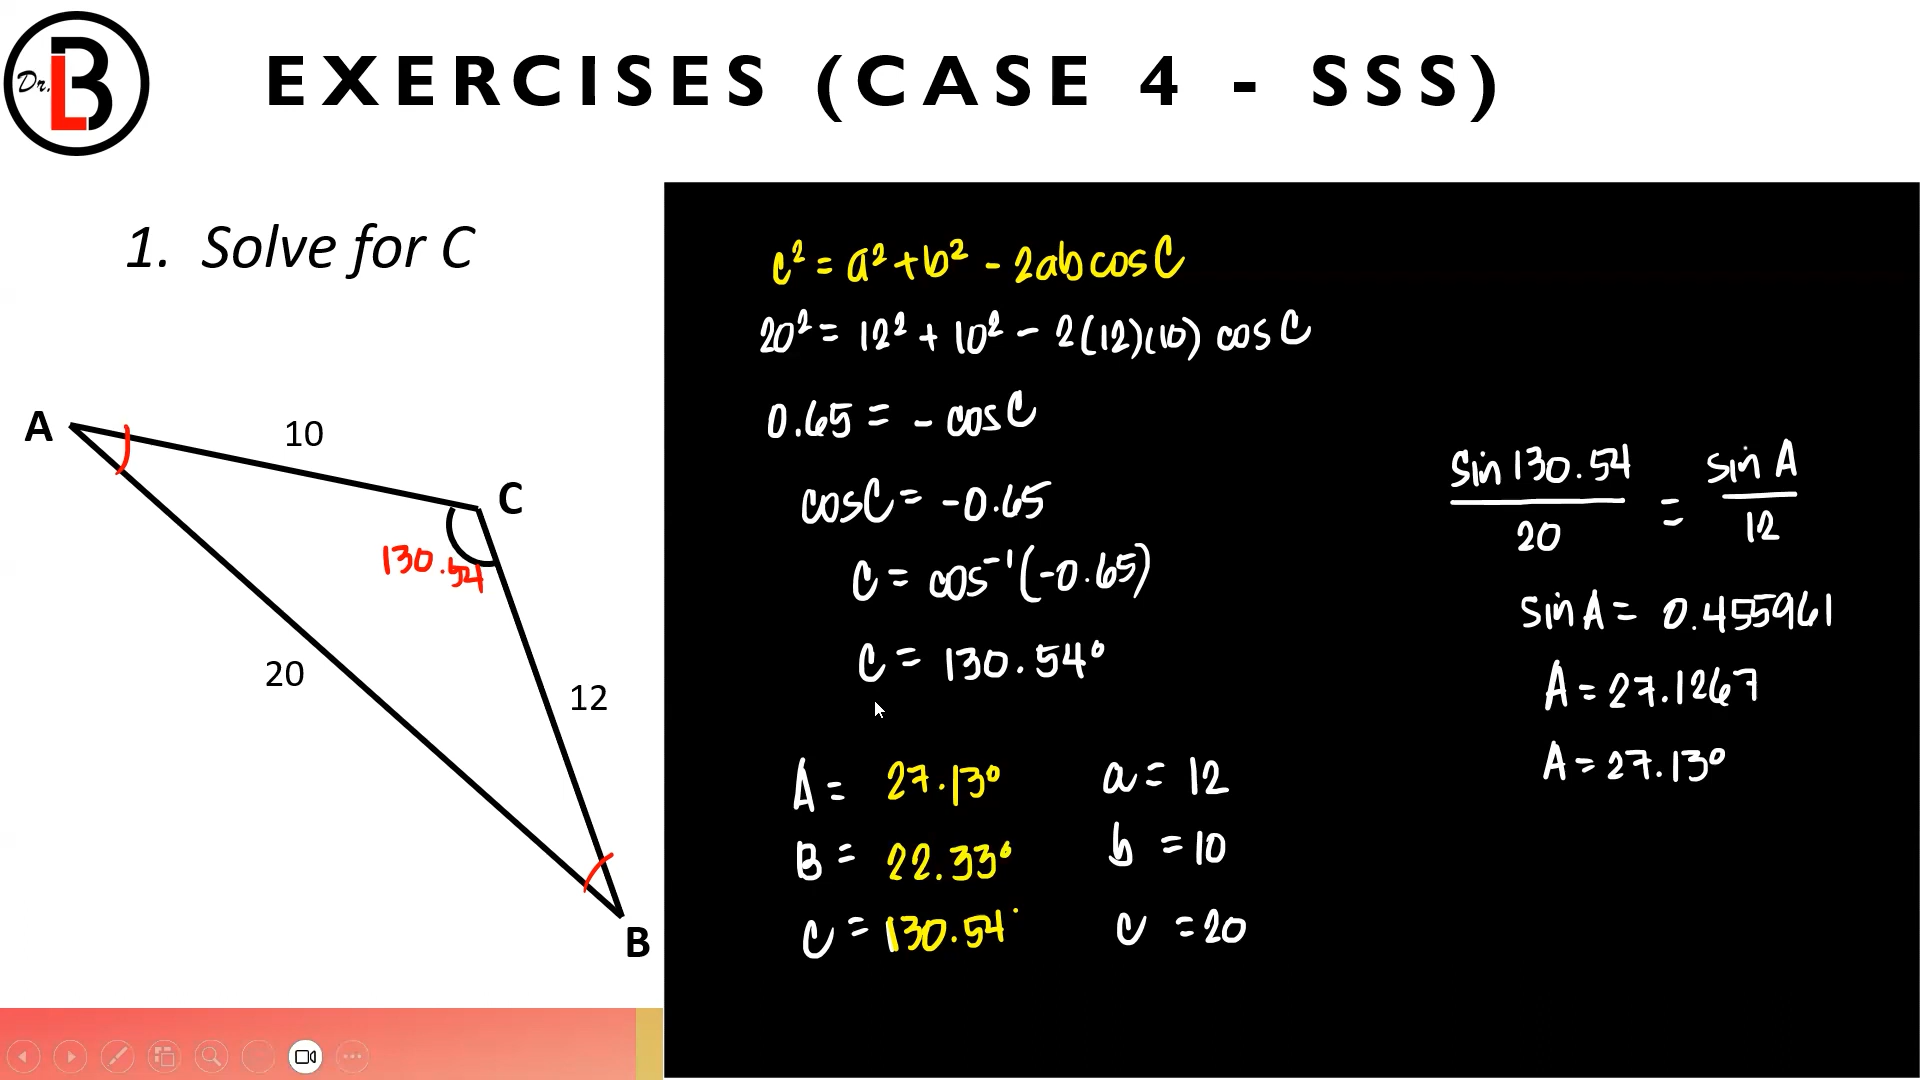 Dr. LB
EXERCISES (CASE 4 - SSS)
1. Solve for C
A
10
C
130.54
20
12
B
c² = a² + b² - 2ab cos C
20² = 12² + 10² - 2(12)(10) cos C
0.65 = - cos C
cos C = -0.65
C = cos⁻¹(-0.65)
C = 130.54°
A = 27.13° a = 12
B = 22.33° b = 10
C = 130.54° c = 20
sin 130.54 / 20 = sin A / 12
sin A = 0.455961
A = 27.1267
A = 27.13°